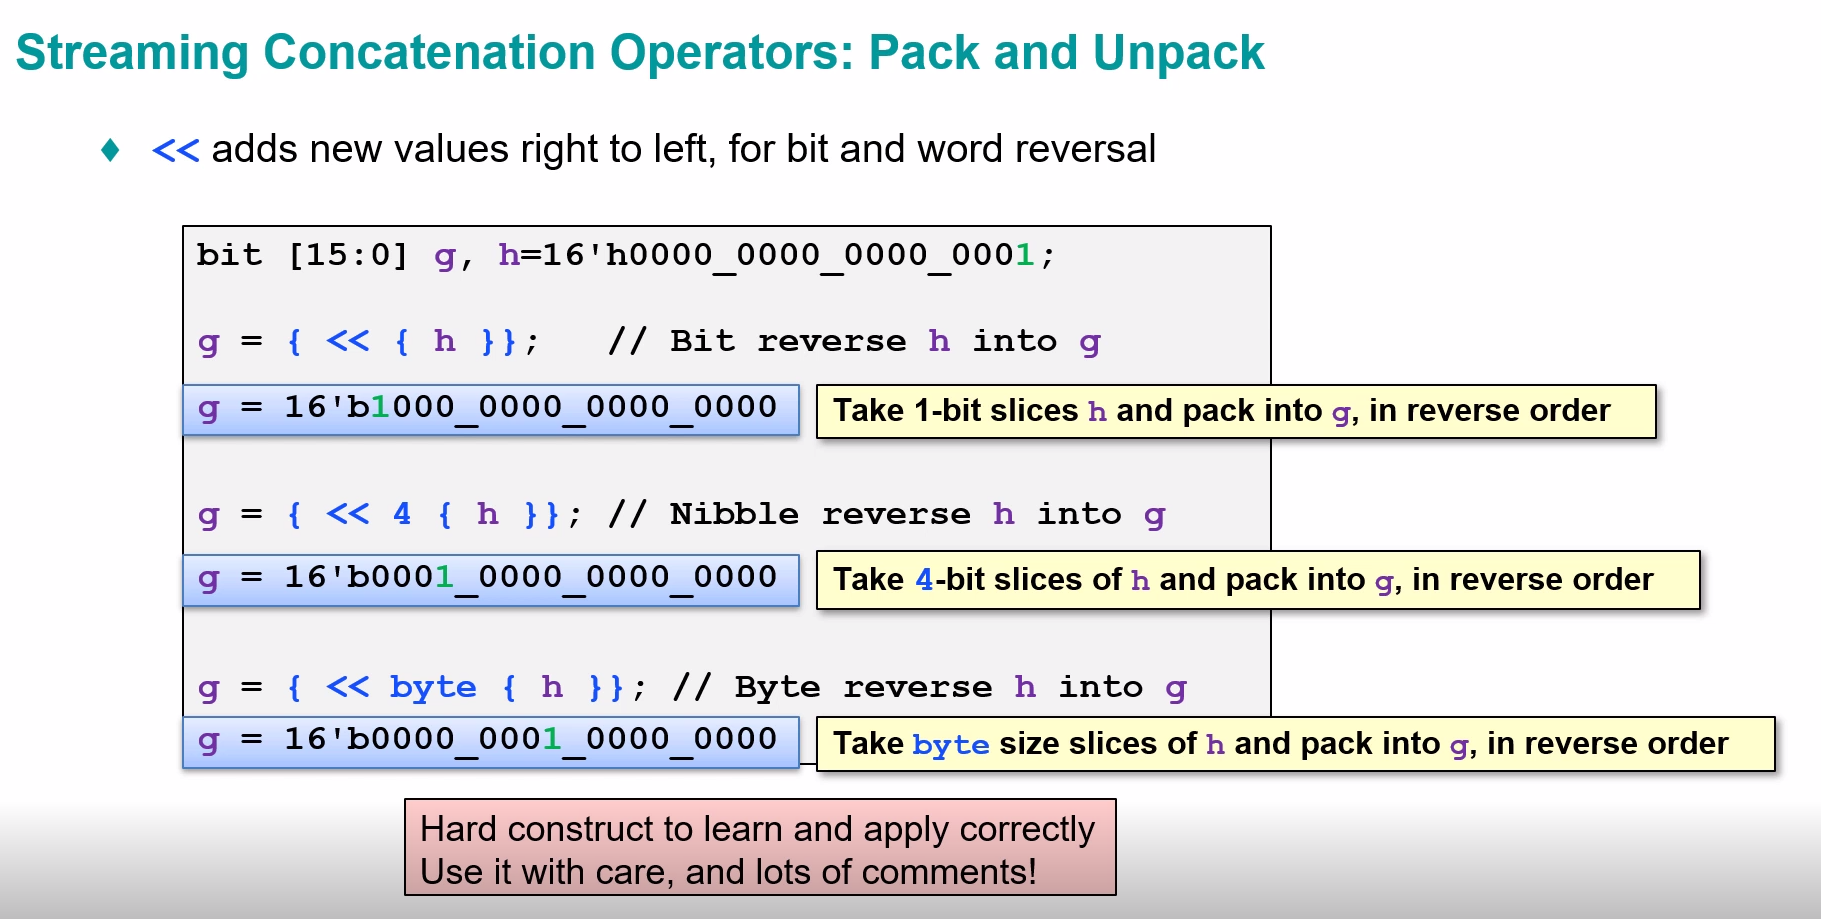 Streaming Concatenation Operators: Pack and Unpack
♦ << adds new values right to left, for bit and word reversal
bit [15:0] g, h=16'h0000_0000_0000_0001;
g = { << { h }}; // Bit reverse h into g
g = 16'b1000_0000_0000_0000
Take 1-bit slices h and pack into g, in reverse order
g = { << 4 { h }}; // Nibble reverse h into g
g = 16'b0001_0000_0000_0000
Take 4-bit slices of h and pack into g, in reverse order
g = { << byte { h }}; // Byte reverse h into g
g = 16'b0000_0001_0000_0000
Take byte size slices of h and pack into g, in reverse order
Hard construct to learn and apply correctly
Use it with care, and lots of comments!